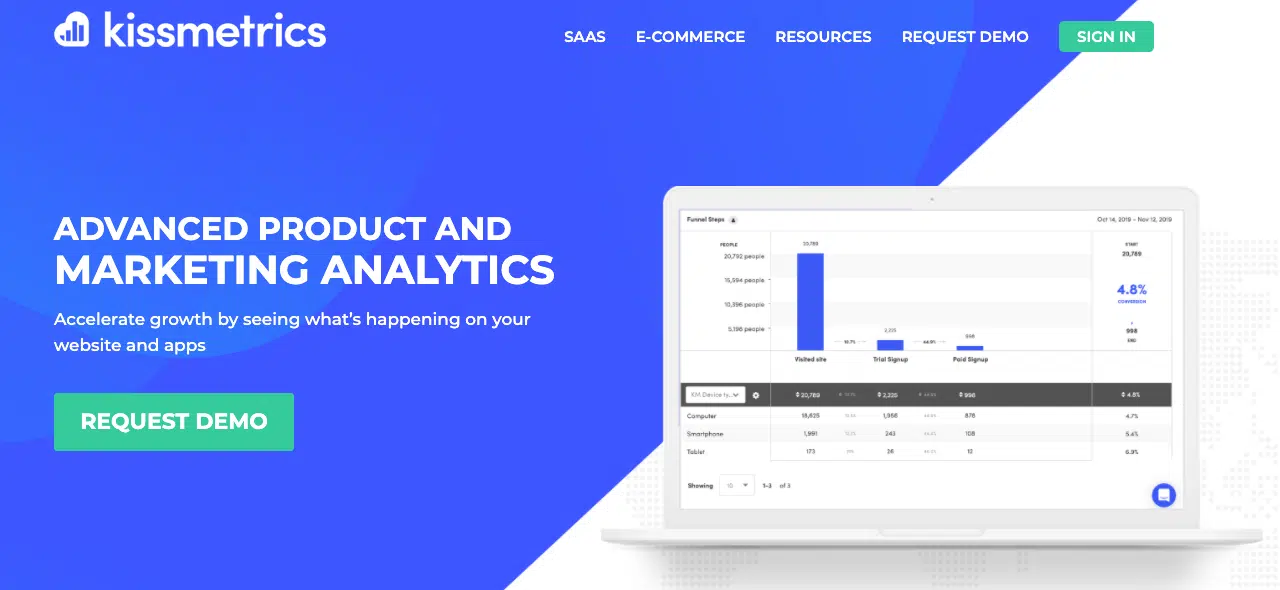 kissmetrics
SAAS E-COMMERCE RESOURCES REQUEST DEMO SIGN IN
ADVANCED PRODUCT AND
MARKETING ANALYTICS
Accelerate growth by seeing what's happening on your
website and apps
REQUEST DEMO
Funnel Steps Oct 14, 2019 – Nov 12, 2019
PEOPLE 20,789 START
20,792 people 20,789
15,594 people
4.8%
CONVERSION
10,396 people
5,198 people 2,225 998 998
END
10.7% 44.9%
Visited site Trial Signup Paid Signup
KM Device ty... 20,789 2,225 998 4.8%
Computer 18,625 1,956 878 4.7%
Smartphone 1,991 243 108 5.4%
Tablet 173 36 12 6.9%
Showing 10 1-3 of 3